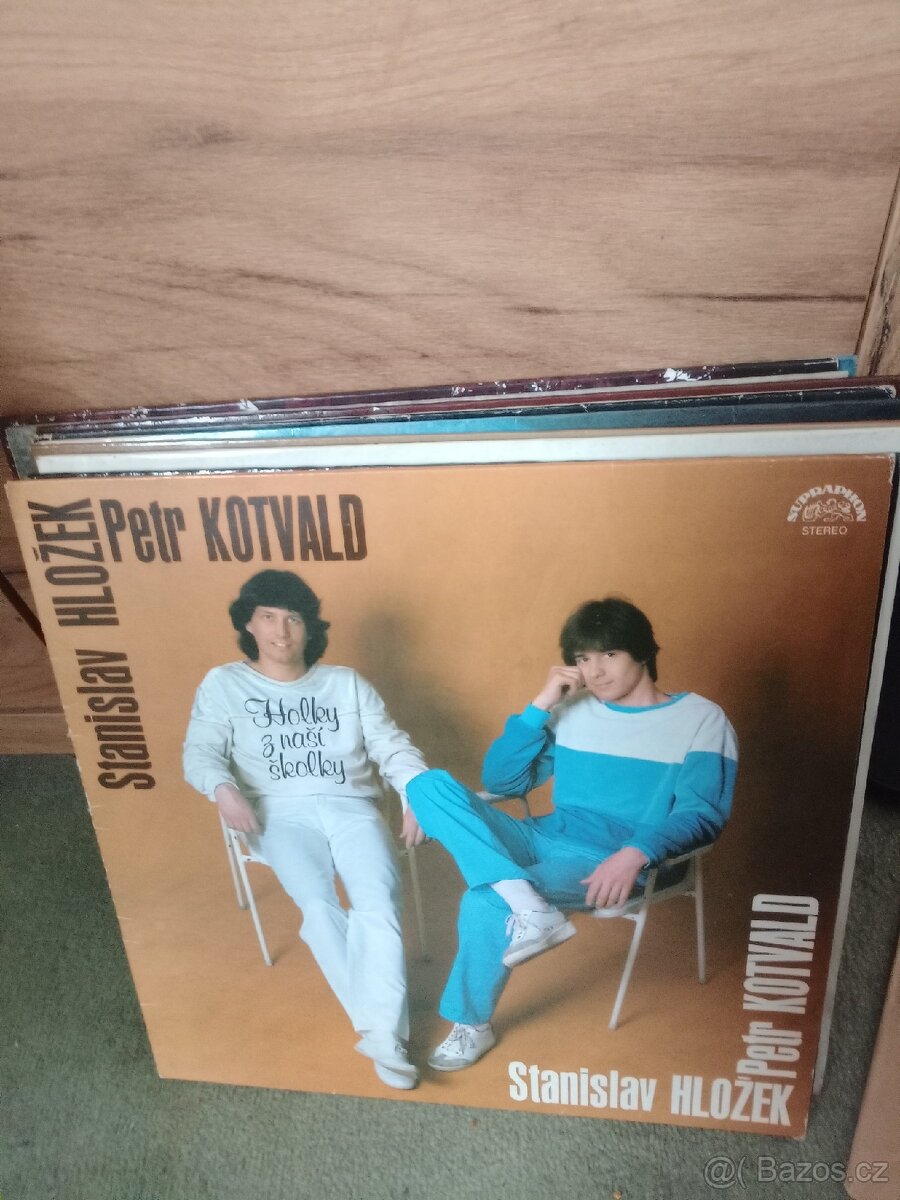 Stanislav HLOŽEK
Petr KOTVALD
SUPRAPHON
STEREO
Holky
z naší
školky
Petr KOTVALD
Stanislav HLOŽEK
@( Bazos.cz